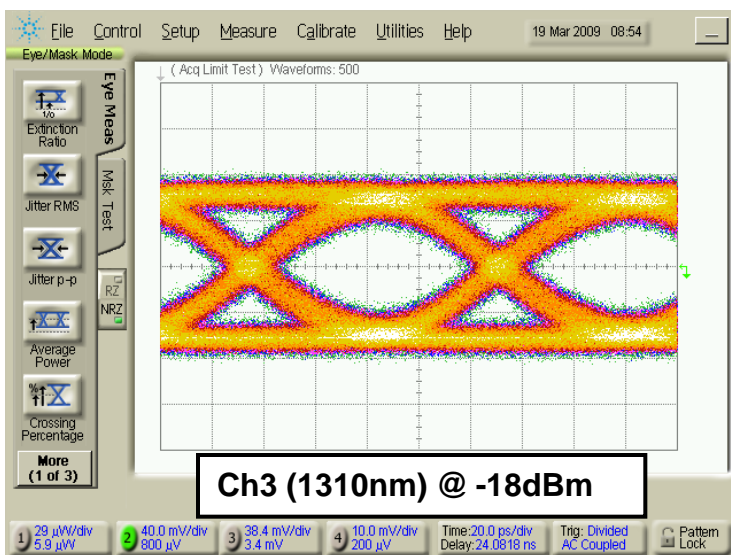 File Control Setup Measure Calibrate Utilities Help 19 Mar 2009 08:54
Eye/Mask Mode
( Acq Limit Test ) Waveforms: 500
Eye Meas
Msk Test
1/0
Extinction
Ratio
Jitter RMS
Jitter p-p
RZ
NRZ
Average
Power
%
Crossing
Percentage
More
(1 of 3)
Ch3 (1310nm) @ -18dBm
1 29 µW/div 2 40.0 mV/div 3 38.4 mV/div 4 10.0 mV/div Time:20.0 ps/div Trig: Divided Pattern
5.9 µW 800 µV 3.4 mV 200 µV Delay:24.0818 ns AC Coupled Lock